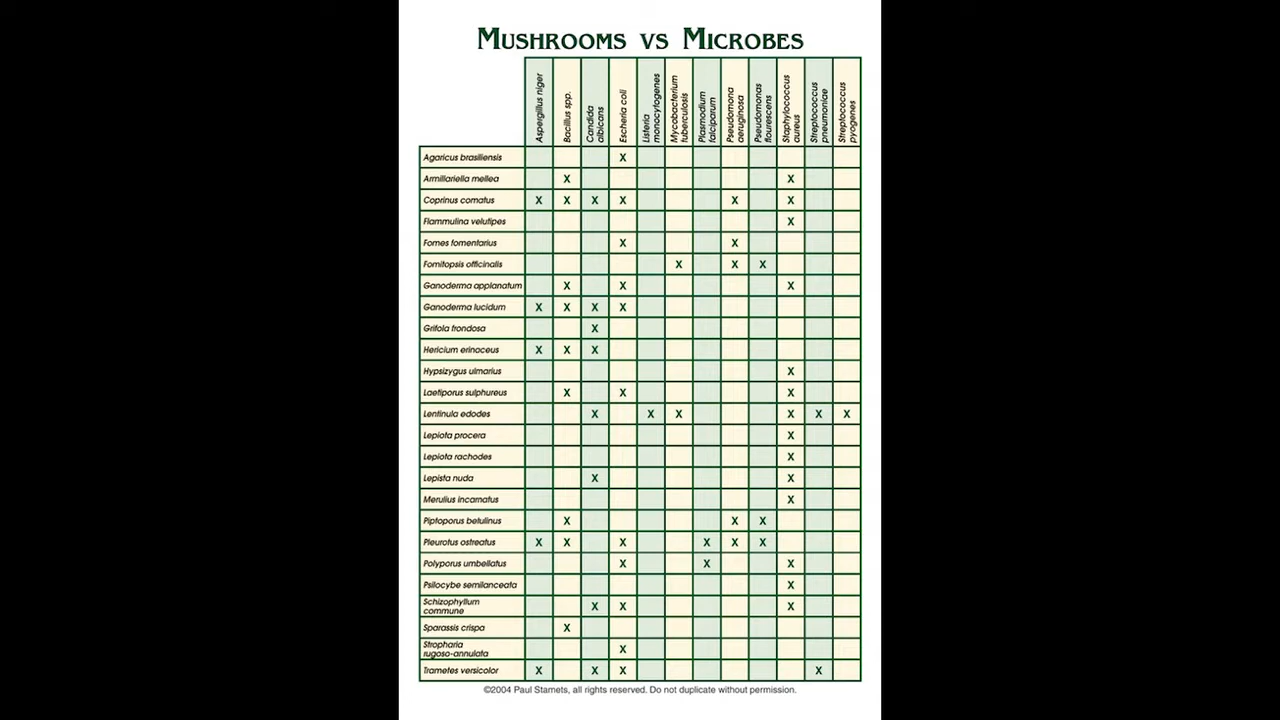 MUSHROOMS VS MICROBES
Aspergillus niger
Bacillus spp.
Candida
albicans
Escheria coli
Listeria
monocylogenes
Mycobacterium
tuberculosis
Plasmodium
falciparum
Pseudomona
aeruginosa
Pseudomonas
flourescens
Staphylococcus
aureus
Streptococcus
pneumoniae
Streptococcus
pyogenes
Agaricus brasiliensis X
Armillariella mellea X X
Coprinus comatus X X X X X X
Flammulina velutipes X
Fomes fomentarius X X
Fomitopsis officinalis X X X
Ganoderma applanatum X X X
Ganoderma lucidum X X X X
Grifola frondosa X
Hericium erinaceus X X X
Hypsizygus ulmarius X
Laetiporus sulphureus X X X
Lentinula edodes X X X X X X
Lepiota procera X
Lepiota rachodes X
Lepista nuda X X
Merulius incarnatus X
Piptoporus betulinus X X X
Pleurotus ostreatus X X X X X X
Polyporus umbellatus X X X
Psilocybe semilanceata X
Schizophyllum
commune X X X
Sparassis crispa X
Stropharia
rugoso-annulata X
Trametes versicolor X X X X
©2004 Paul Stamets, all rights reserved. Do not duplicate without permission.